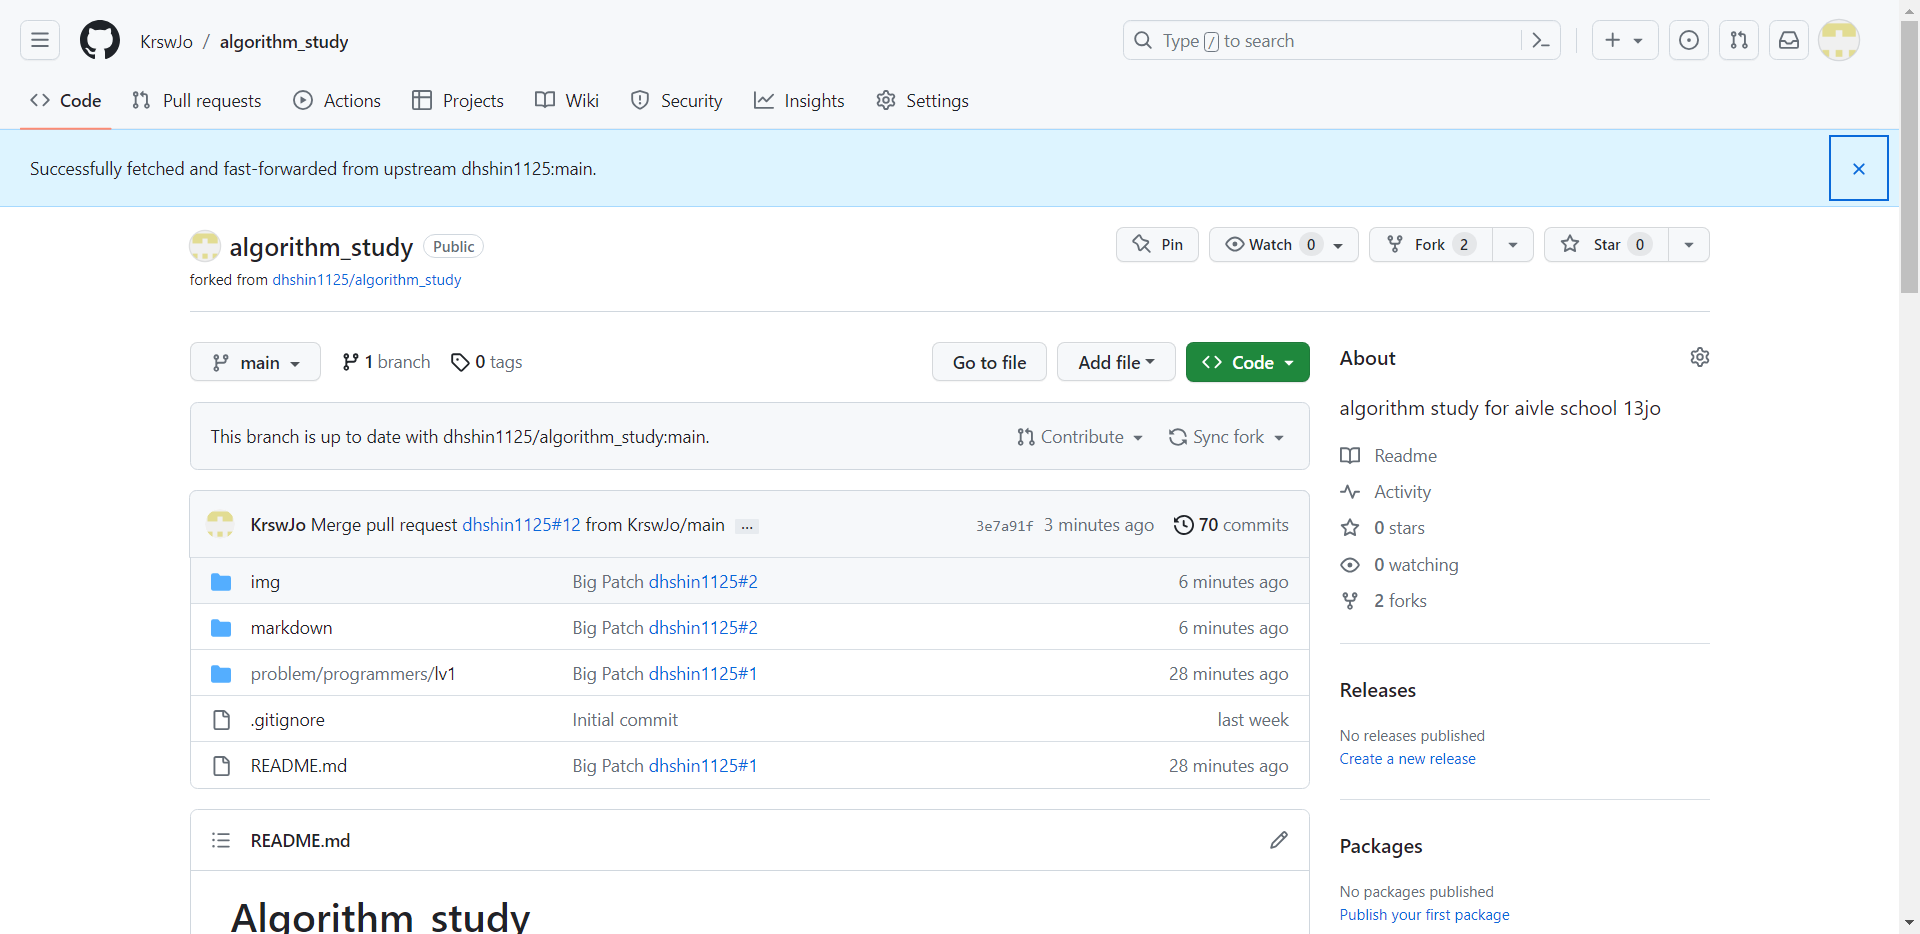 KrswJo / algorithm_study
Type / to search
Code Pull requests Actions Projects Wiki Security Insights Settings
Successfully fetched and fast-forwarded from upstream dhshin1125:main.
algorithm_study Public
Pin Watch 0 Fork 2 Star 0
forked from dhshin1125/algorithm_study
main 1 branch 0 tags Go to file Add file Code
This branch is up to date with dhshin1125/algorithm_study:main. Contribute Sync fork
KrswJo Merge pull request dhshin1125#12 from KrswJo/main ... 3e7a91f 3 minutes ago 70 commits
img Big Patch dhshin1125#2 6 minutes ago
markdown Big Patch dhshin1125#2 6 minutes ago
problem/programmers/lv1 Big Patch dhshin1125#1 28 minutes ago
.gitignore Initial commit last week
README.md Big Patch dhshin1125#1 28 minutes ago
README.md
Algorithm_study
About
algorithm study for aivle school 13jo
Readme
Activity
0 stars
0 watching
2 forks
Releases
No releases published
Create a new release
Packages
No packages published
Publish your first package